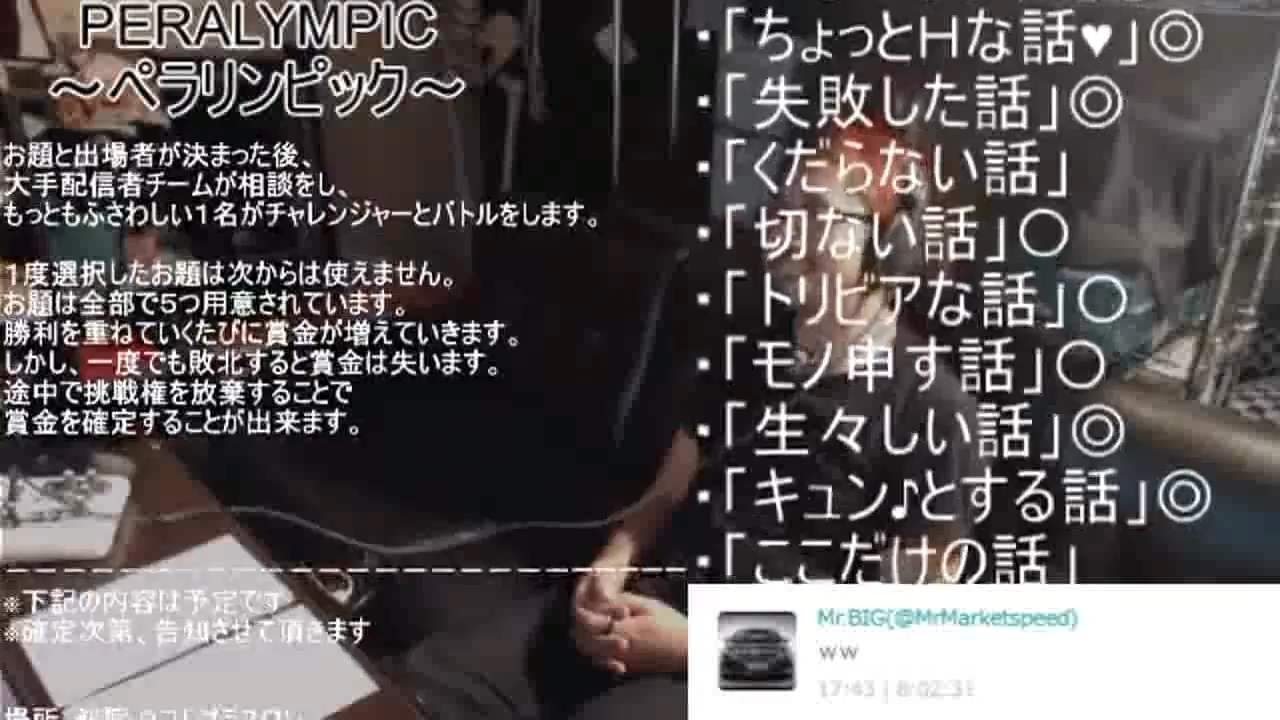 PERALYMPIC
～ペラリンピック～
お題と出場者が決まった後、
大手配信者チームが相談をし、
もっともふさわしい１名がチャレンジャーとバトルをします。
１度選択したお題は次からは使えません。
お題は全部で5つ用意されています。
勝利を重ねていくたびに賞金が増えていきます。
しかし、一度でも敗北すると賞金は失います。
途中で挑戦権を放棄することで
賞金を確定することが出来ます。
※下記の内容は予定です
※確定次第、告知させて頂きます
場所
・「ちょっとHな話♥」◎
・「失敗した話」◎
・「くだらない話」
・「切ない話」○
・「トリビアな話」○
・「モノ申す話」○
・「生々しい話」◎
・「キュン♪とする話」◎
・「ここだけの話」
Mr.BIG(@MrMarketspeed)
ww
17:43 | 8:02:31